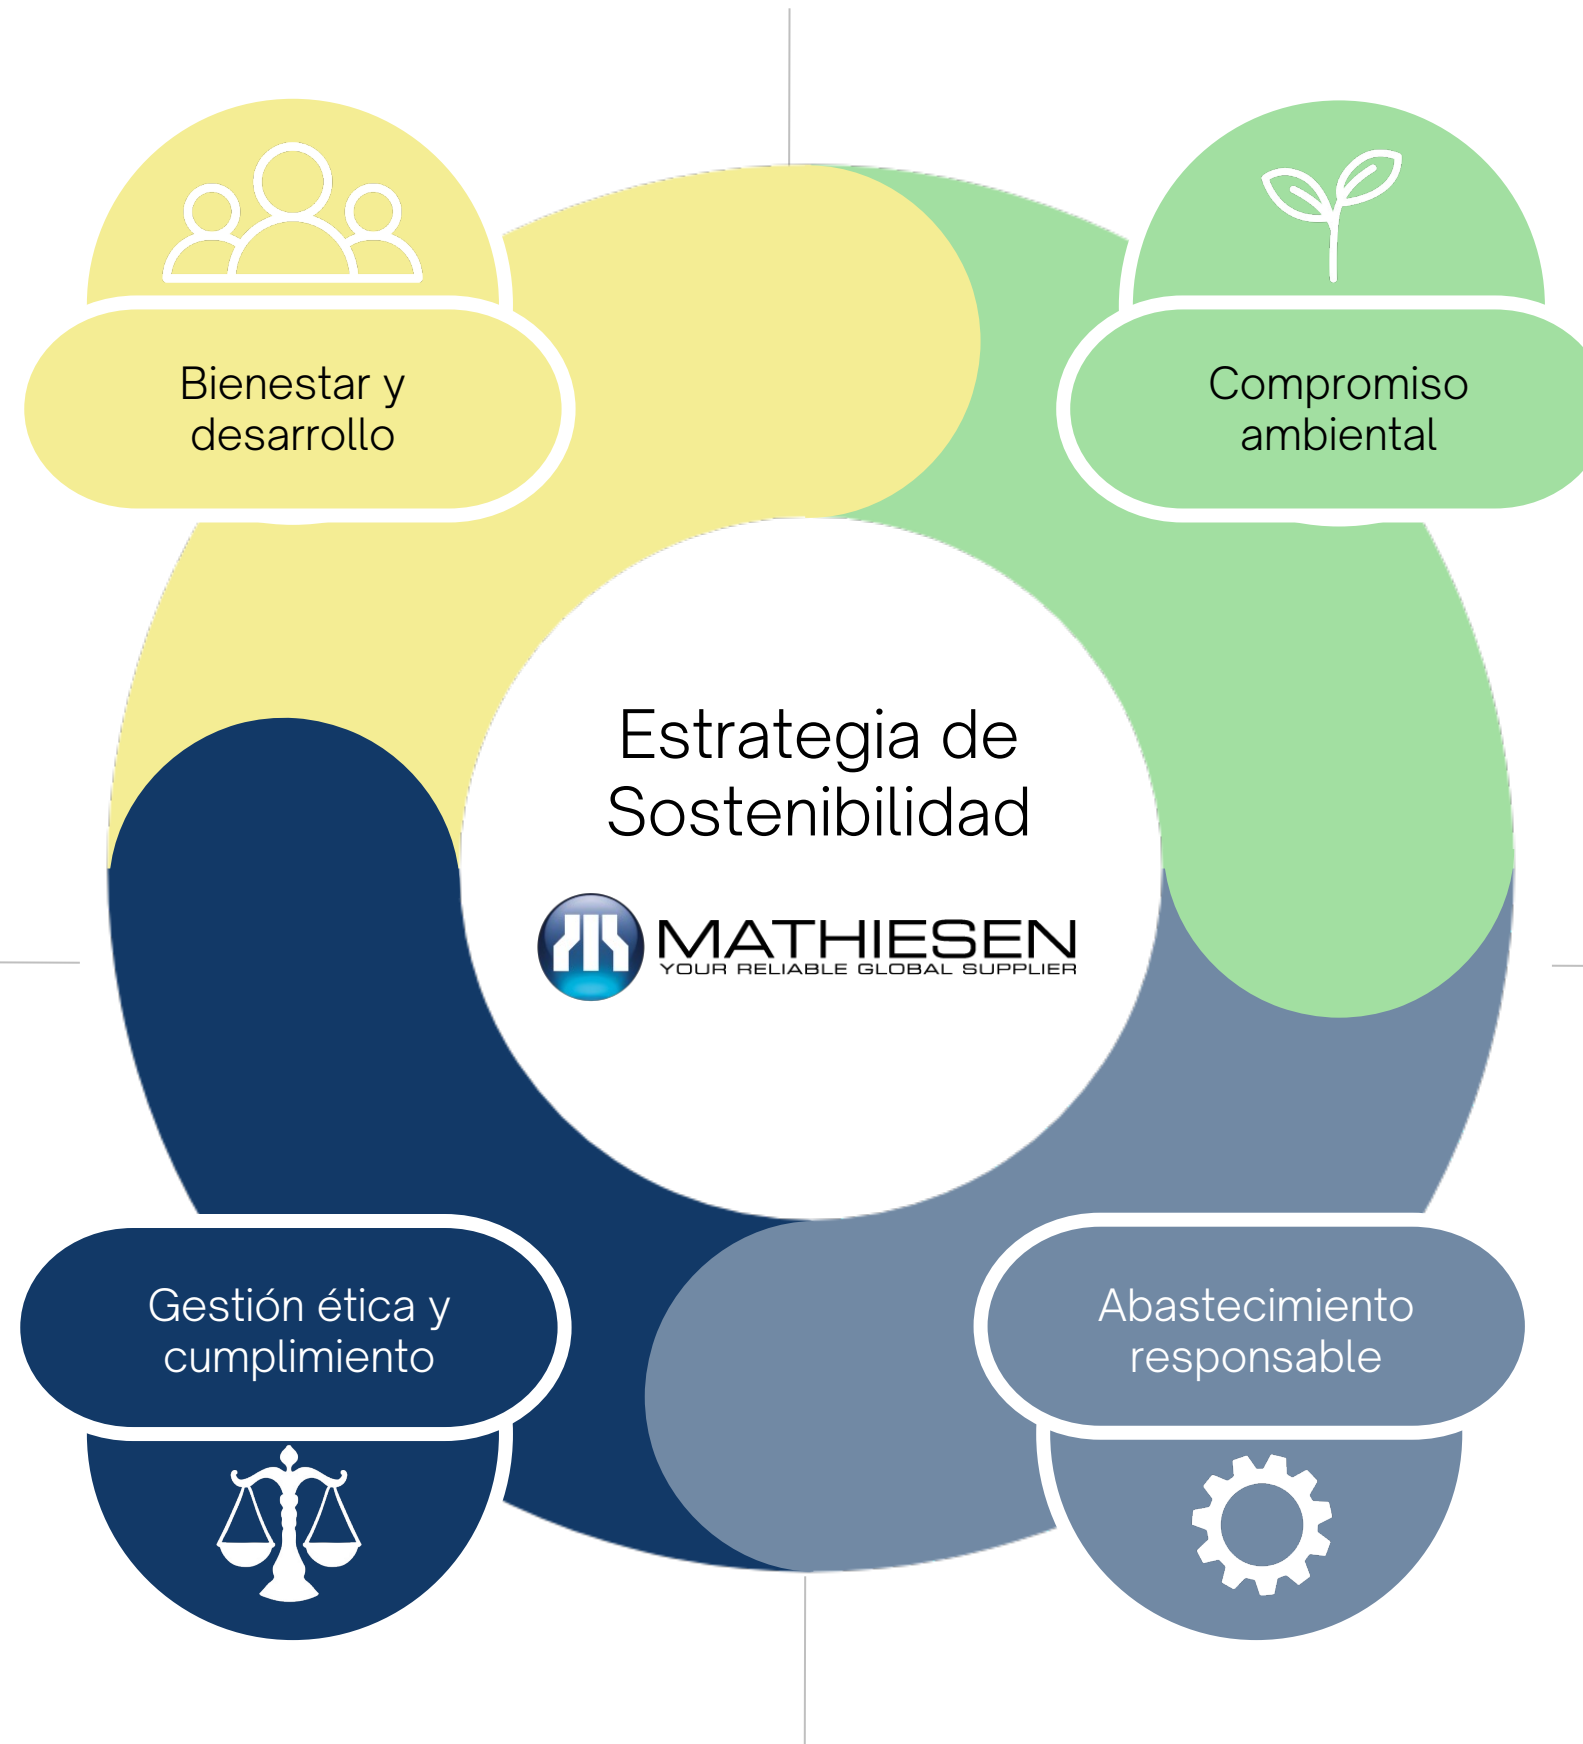 Bienestar y
desarrollo
Compromiso
ambiental
Estrategia de
Sostenibilidad
MATHIESEN
YOUR RELIABLE GLOBAL SUPPLIER
Gestión ética y
cumplimiento
Abastecimiento
responsable